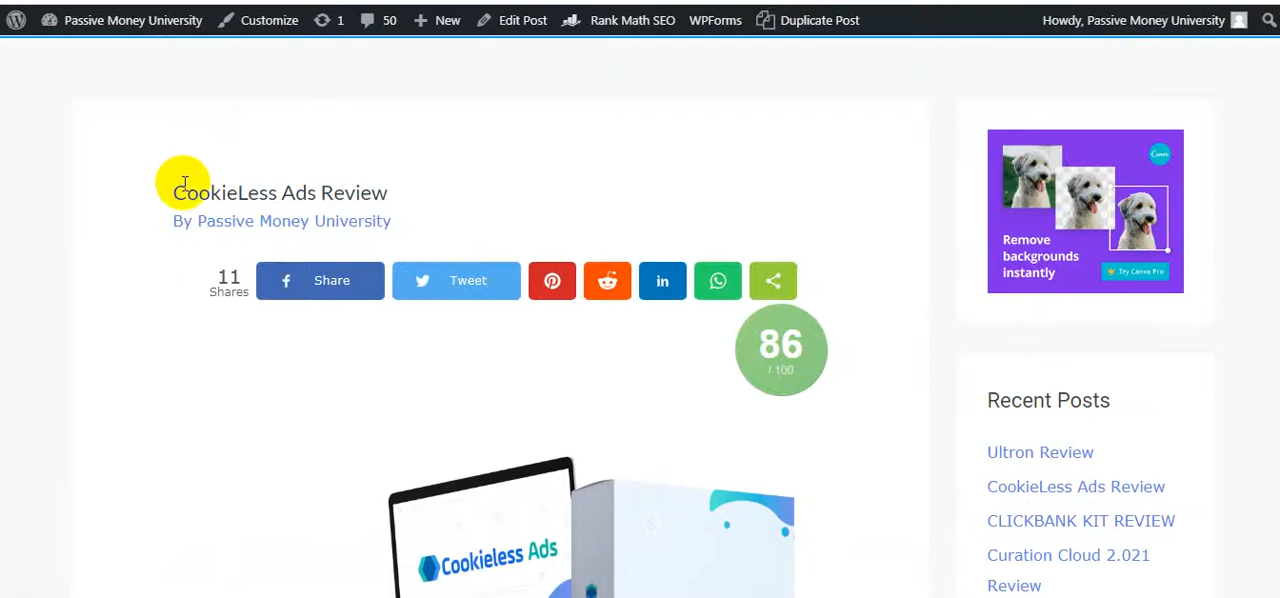 Passive Money University Customize 1 50 New Edit Post Rank Math SEO WPForms Duplicate Post Howdy, Passive Money University
CookieLess Ads Review
By Passive Money University
11
Shares
Share
Tweet
in
86
/ 100
Cookieless Ads
Canva
Remove
backgrounds
instantly
Try Canva Pro
Recent Posts
Ultron Review
CookieLess Ads Review
CLICKBANK KIT REVIEW
Curation Cloud 2.021
Review